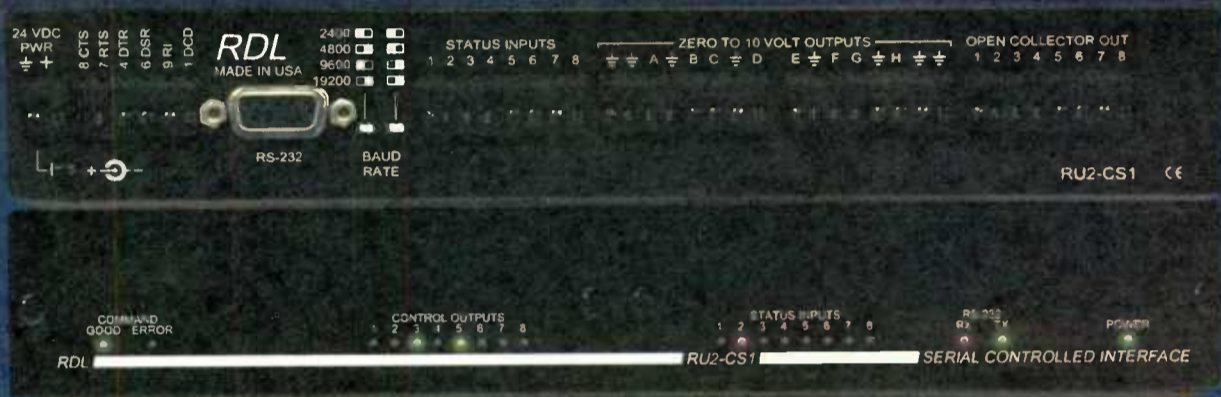 24 VDC
PWR
+
8 CTS
7 RTS
4 DTR
6 DSR
9 RI
1 DCD
RDL
MADE IN USA
RS-232
2400
4800
9600
19200
BAUD
RATE
STATUS INPUTS
1 2 3 4 5 6 7 8
ZERO TO 10 VOLT OUTPUTS
A B C D E F G H
OPEN COLLECTOR OUT
1 2 3 4 5 6 7 8
+ -
RU2-CS1 CE
COMMAND
GOOD ERROR
CONTROL OUTPUTS
1 2 3 4 5 6 7 8
STATUS INPUTS
1 2 3 4 5 6 7 8
RS-232
RX TX
POWER
RDL RU2-CS1 SERIAL CONTROLLED INTERFACE